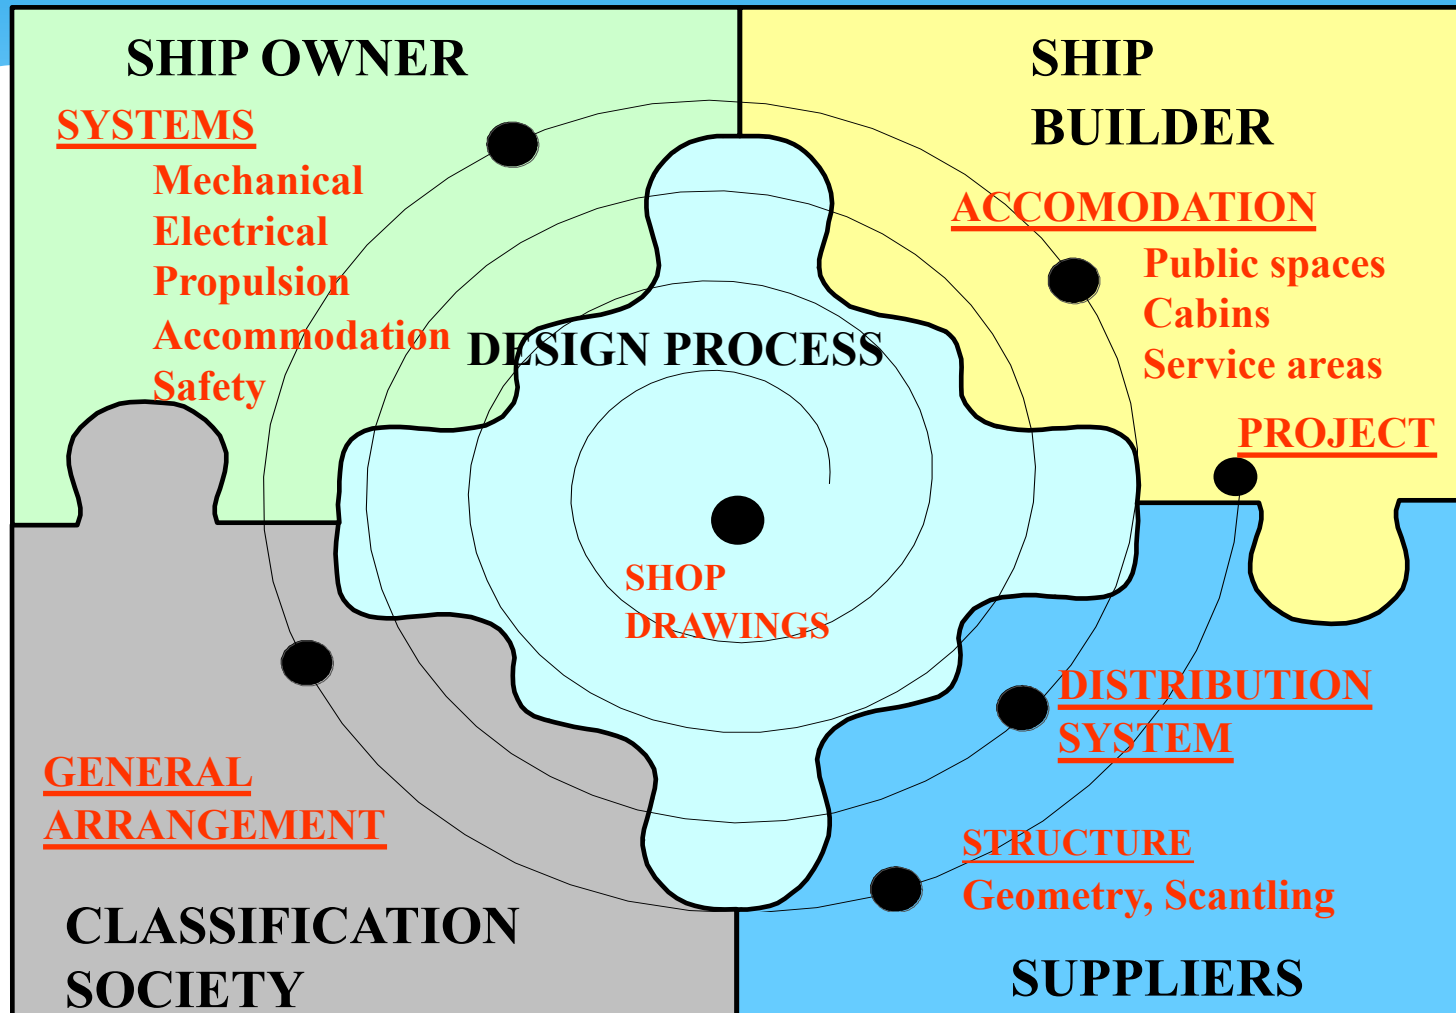 SHIP OWNER
SYSTEMS
Mechanical
Electrical
Propulsion
Accommodation
Safety
SHIP
BUILDER
ACCOMODATION
Public spaces
Cabins
Service areas
PROJECT
DESIGN PROCESS
SHOP
DRAWINGS
GENERAL
ARRANGEMENT
CLASSIFICATION
SOCIETY
DISTRIBUTION
SYSTEM
STRUCTURE
Geometry, Scantling
SUPPLIERS